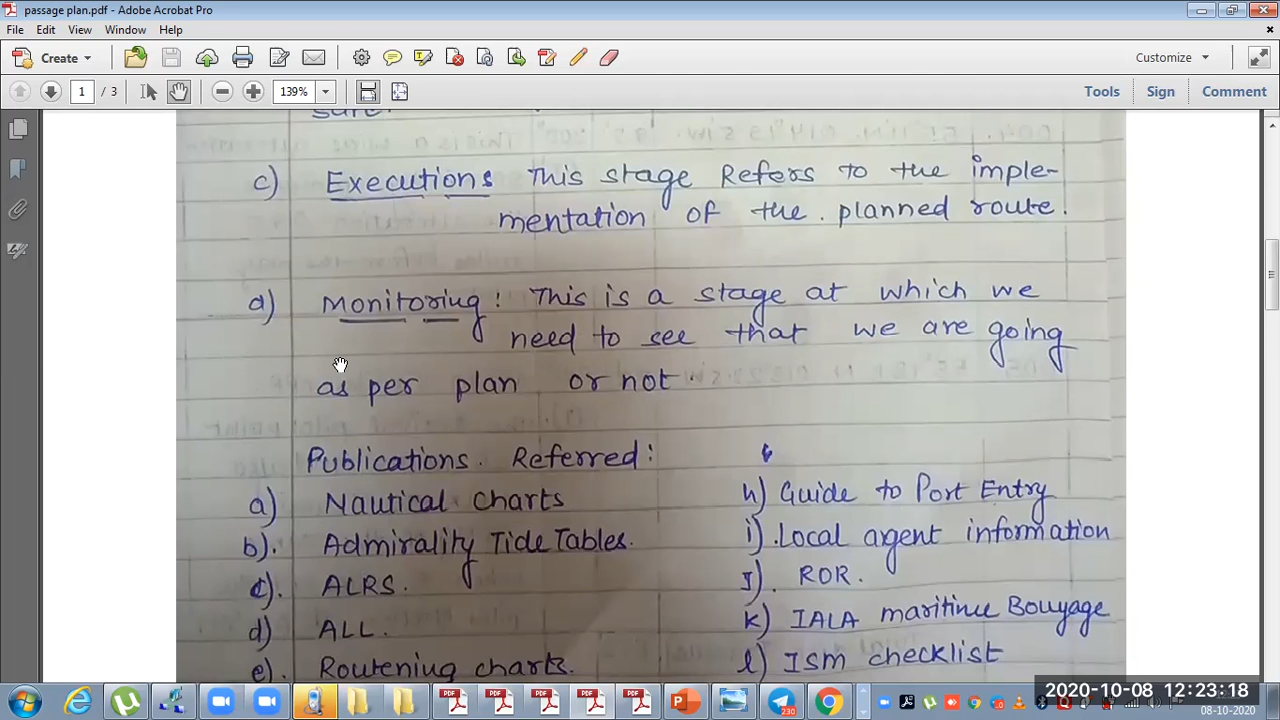 passage plan.pdf - Adobe Acrobat Pro
File Edit View Window Help
Create Customize
1 / 3 139% Tools Sign Comment
sure.
c) Executions This stage Refers to the imple-
mentation of the . planned route.
d) Monitoring : This is a stage at which we
need to see that we are going
as per plan or not .
Publications. Referred :
a) Nautical charts
b). Admirality Tide Tables.
c). ALRS.
d) ALL.
e). Routening charts.
h) Guide to Port Entry
i) .Local agent information
J). ROR.
k) IALA maritime Bouyage
l) ISM checklist
230
2020-10-08 12:23:18
08-10-2020